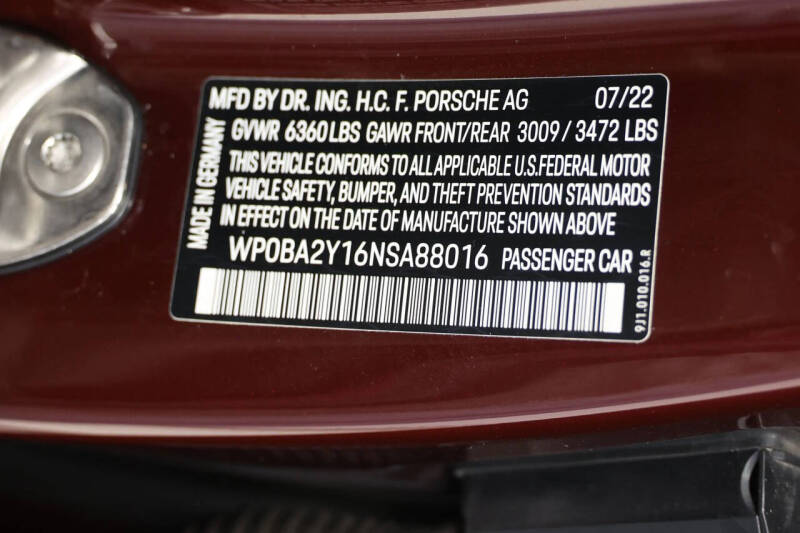 MFD BY DR. ING. H.C. F. PORSCHE AG 07/22
GVWR 6360 LBS GAWR FRONT/REAR 3009 / 3472 LBS
THIS VEHICLE CONFORMS TO ALL APPLICABLE U.S. FEDERAL MOTOR
VEHICLE SAFETY, BUMPER, AND THEFT PREVENTION STANDARDS
IN EFFECT ON THE DATE OF MANUFACTURE SHOWN ABOVE
WP0BA2Y16NSA88016 PASSENGER CAR
MADE IN GERMANY
9J1.010.016.R